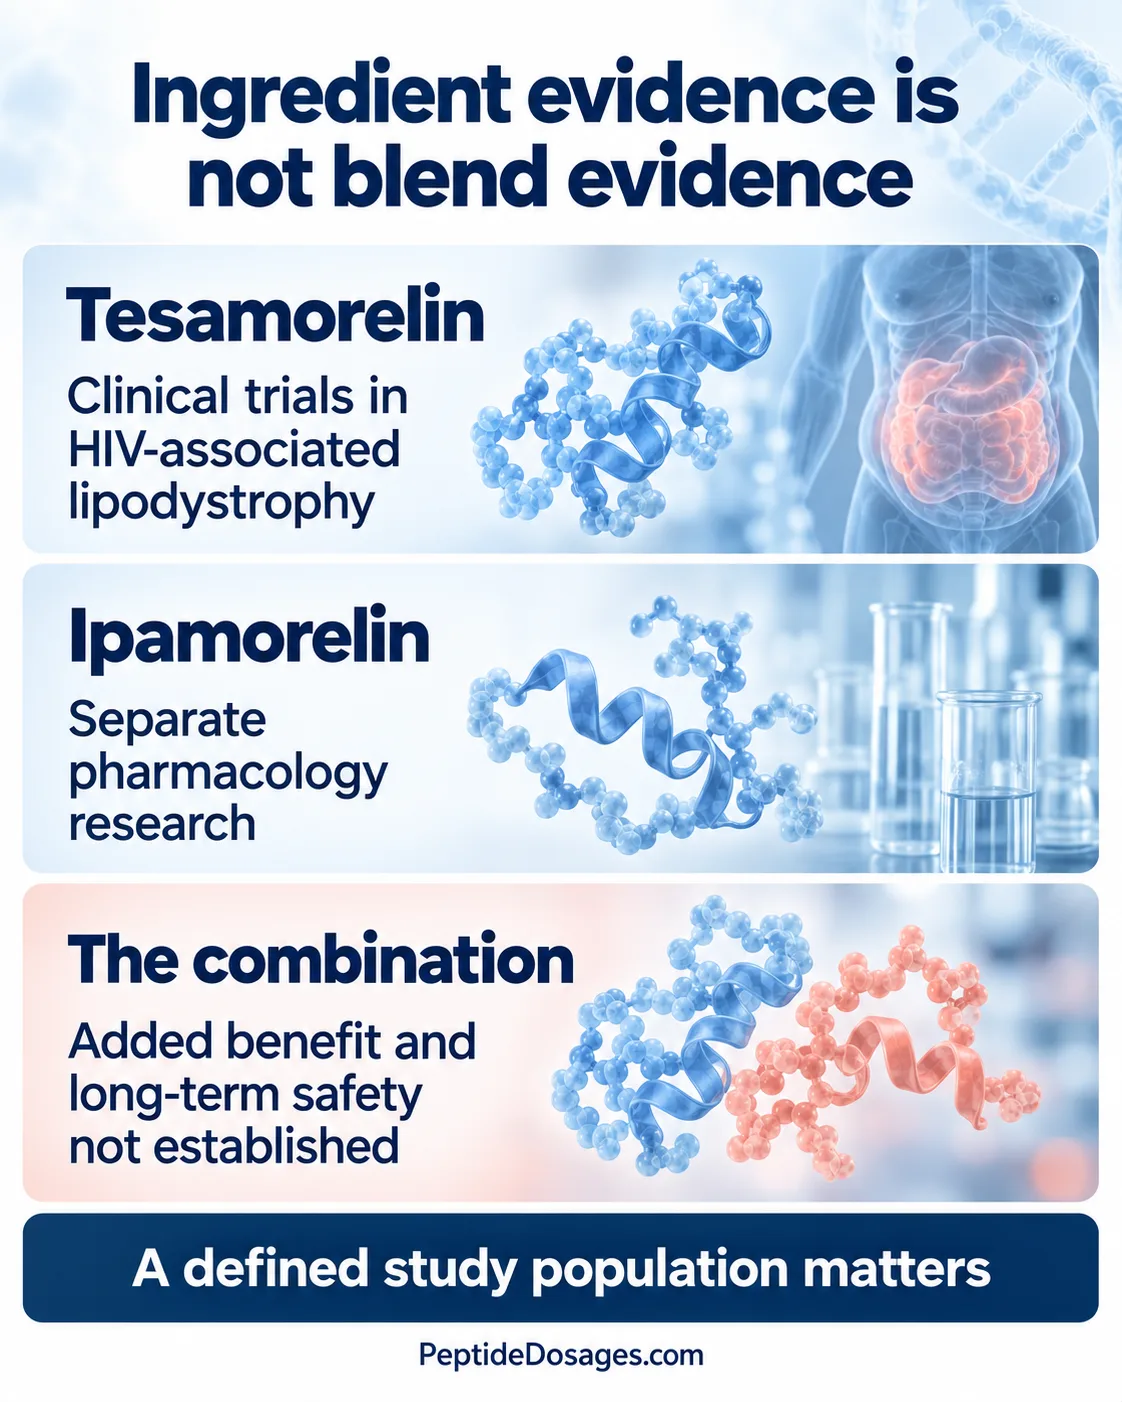 Ingredient evidence is
not blend evidence
Tesamorelin
Clinical trials in
HIV-associated
lipodystrophy
Ipamorelin
Separate
pharmacology
research
The combination
Added benefit and
long-term safety
not established
A defined study population matters
PeptideDosages.com